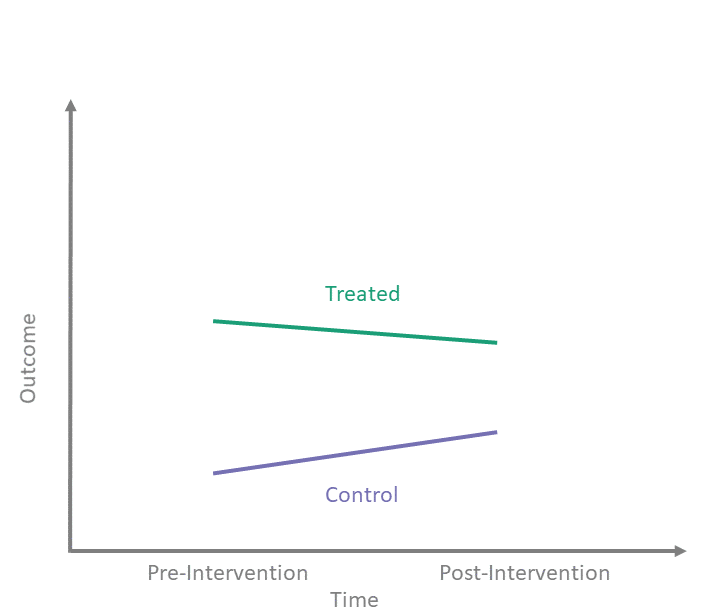 Treated
Outcome
Control
Pre-Intervention
Post-Intervention
Time